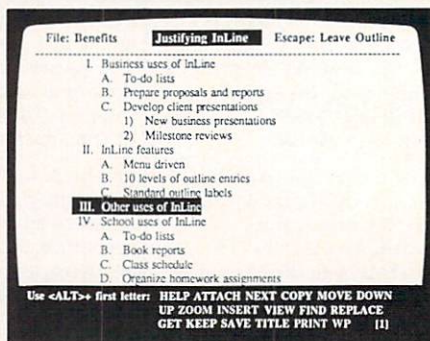 File: Benefits Justifying InLine Escape: Leave Outline
I. Business uses of InLine
A. To-do lists
B. Prepare proposals and reports
C. Develop client presentations
1) New business presentations
2) Milestone reviews
II. InLine features
A. Menu driven
B. 10 levels of outline entries
C. Standard outline labels
III. Other uses of InLine
IV. School uses of InLine
A. To-do lists
B. Book reports
C. Class schedule
D. Organize homework assignments
Use <ALT>+ first letter: HELP ATTACH NEXT COPY MOVE DOWN
UP ZOOM INSERT VIEW FIND REPLACE
GET KEEP SAVE TITLE PRINT WP [1]